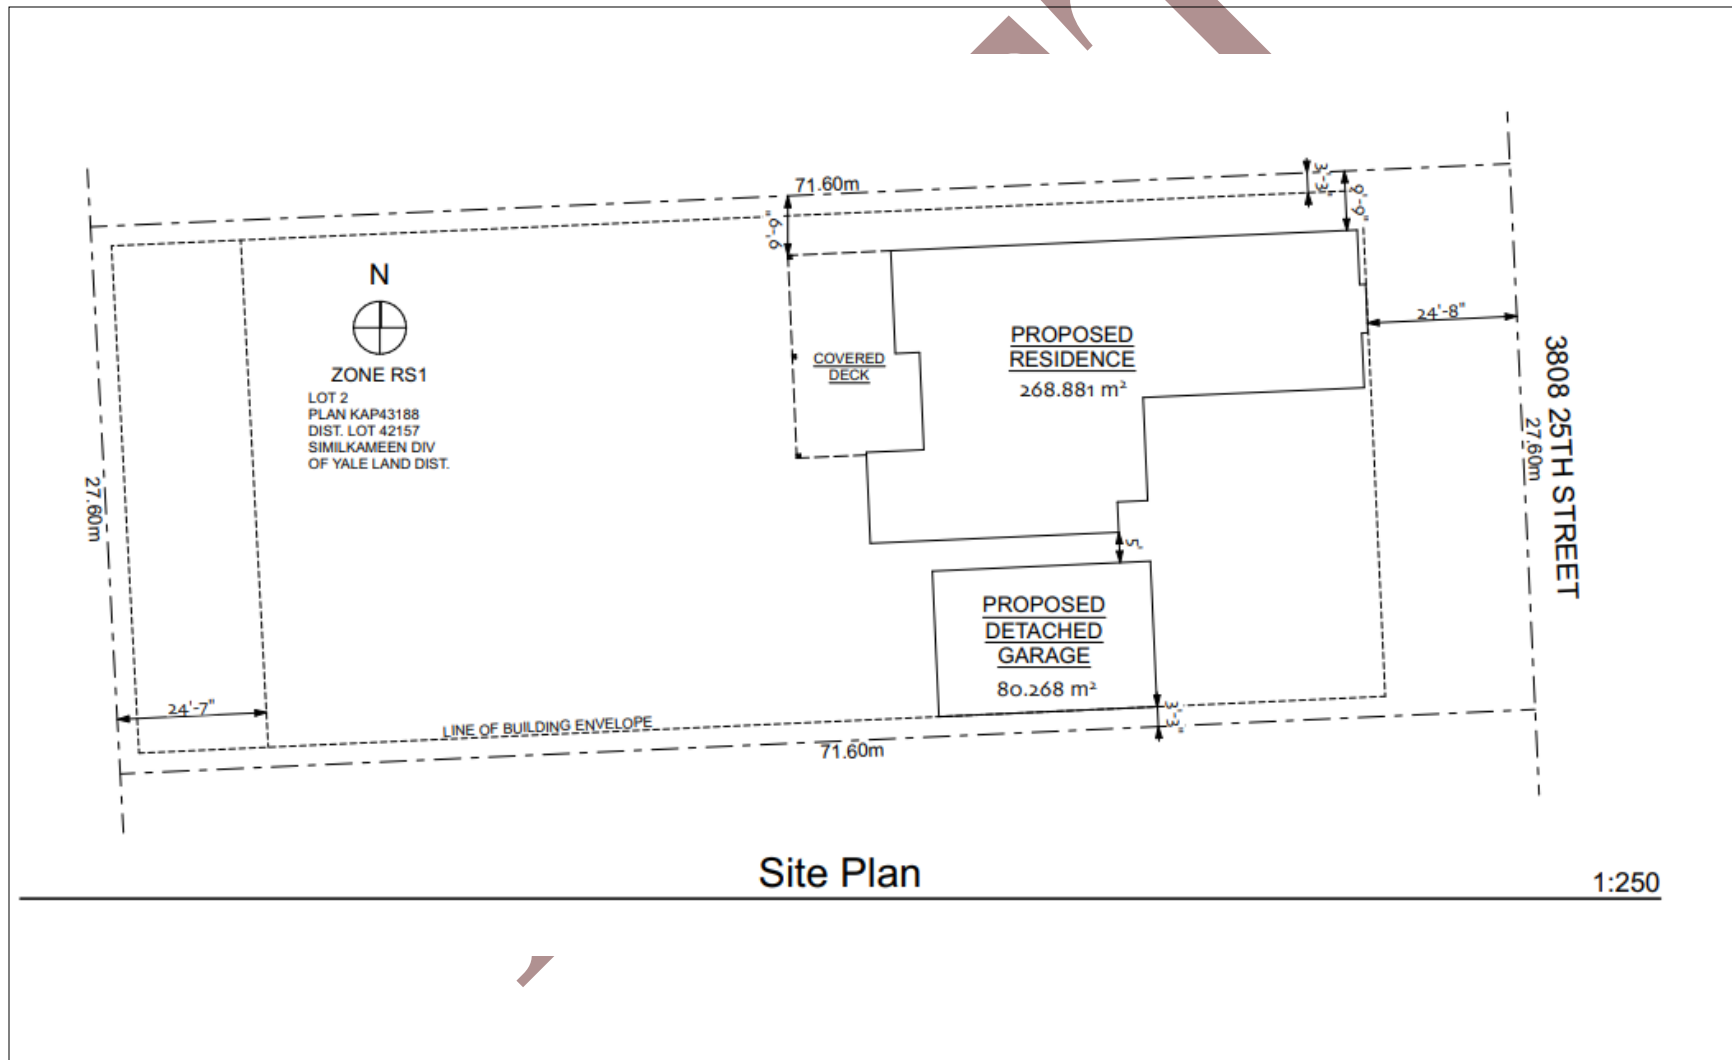 71.60m
3'-3"
9'-9"
9'-9"
N
ZONE RS1
LOT 2
PLAN KAP43188
DIST. LOT 42157
SIMILKAMEEN DIV
OF YALE LAND DIST.
COVERED
DECK
PROPOSED
RESIDENCE
268.881 m²
24'-8"
3808 25TH STREET
27.60m
27.60m
5'
PROPOSED
DETACHED
GARAGE
80.268 m²
24'-7"
LINE OF BUILDING ENVELOPE
3'-3"
71.60m
Site Plan
1:250